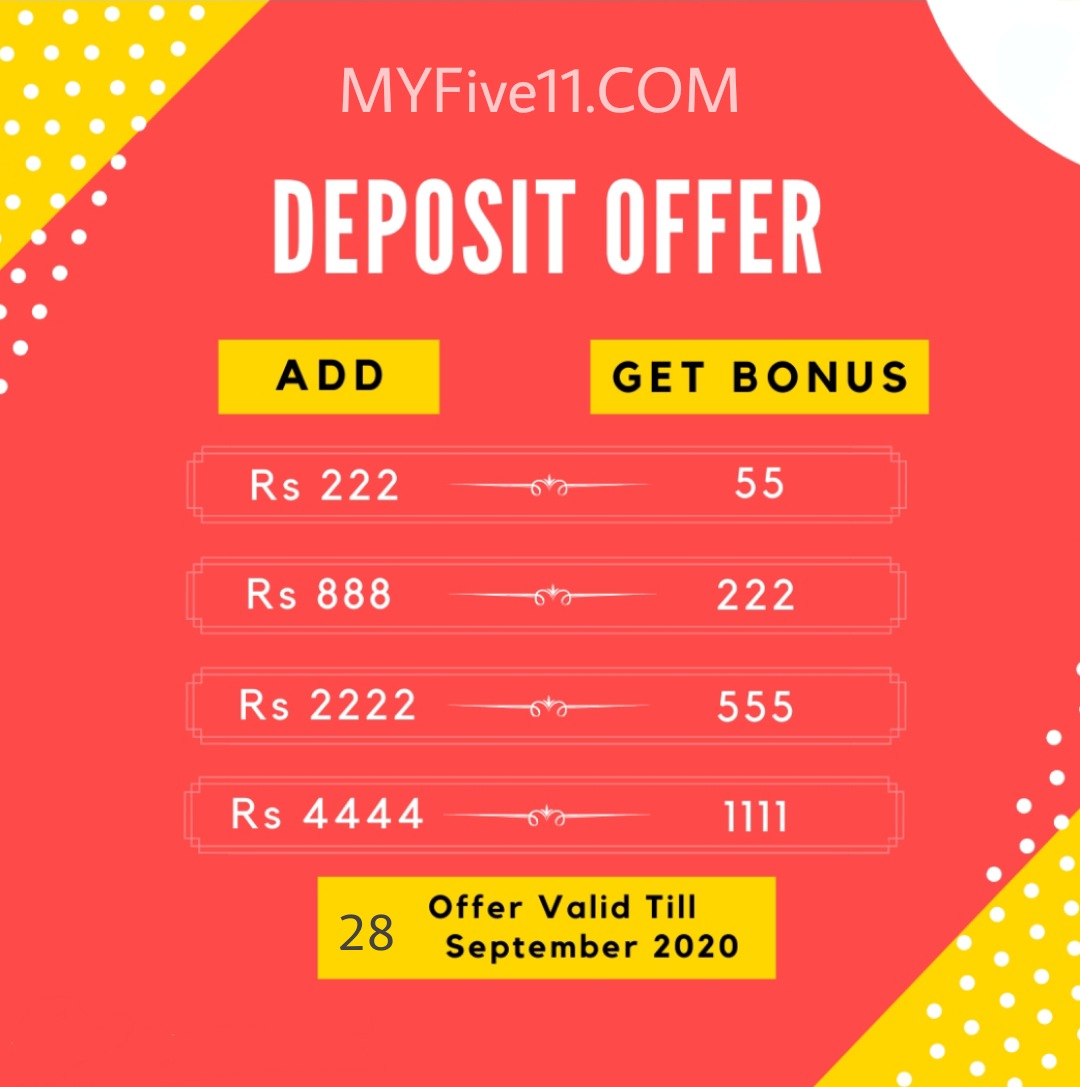 MYFive11.COM
DEPOSIT OFFER
ADD GET BONUS
Rs 222 55
Rs 888 222
Rs 2222 555
Rs 4444 1111
Offer Valid Till
28 September 2020